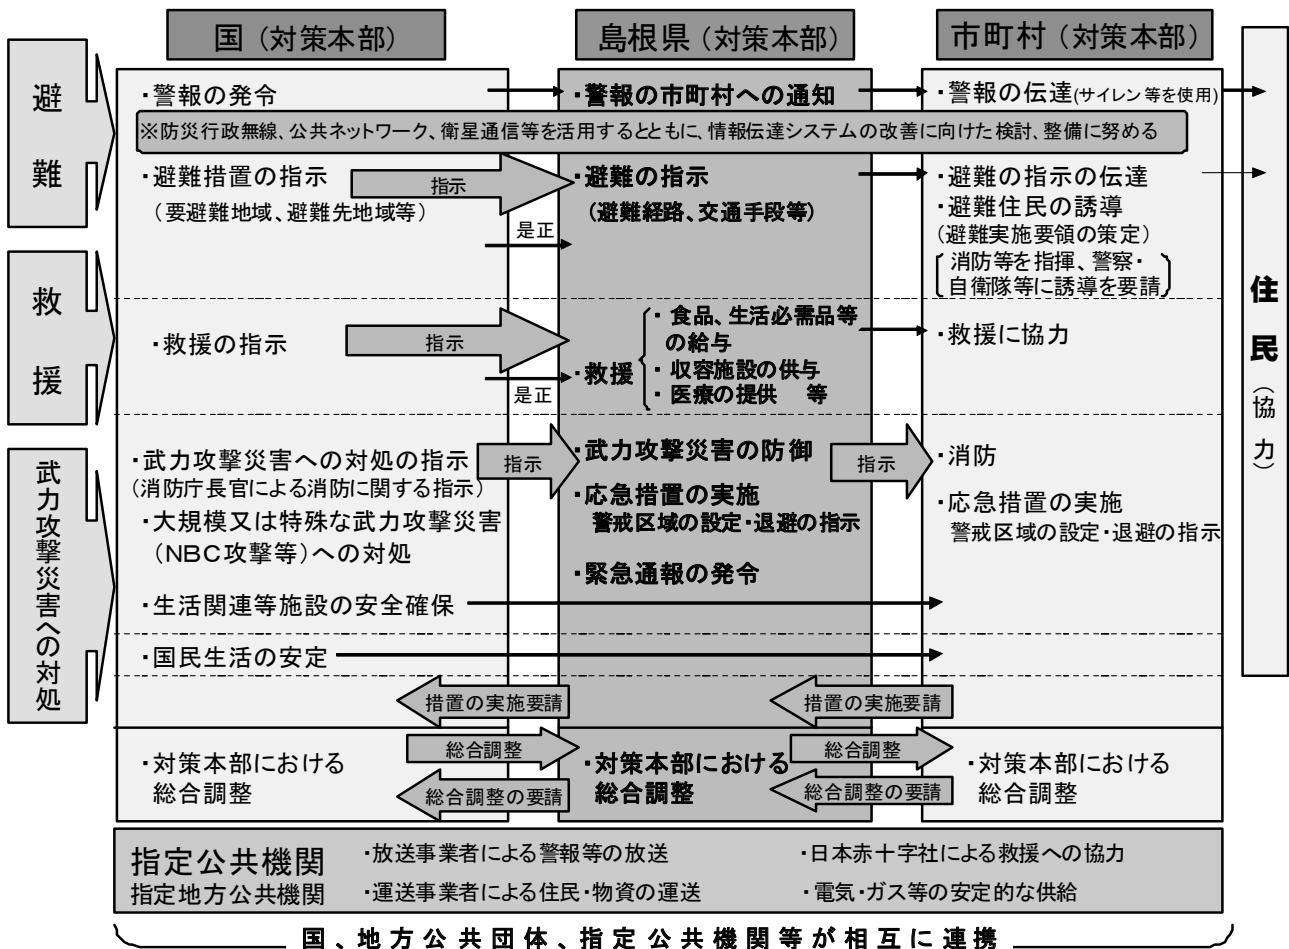 国（対策本部）
島根県（対策本部）
市町村（対策本部）
避難
救援
武力攻撃災害への対処
住民（協力）
・警報の発令
・警報の市町村への通知
・警報の伝達(サイレン等を使用)
※防災行政無線、公共ネットワーク、衛星通信等を活用するとともに、情報伝達システムの改善に向けた検討、整備に努める
・避難措置の指示
（要避難地域、避難先地域等）
指示
是正
・避難の指示
（避難経路、交通手段等）
・避難の指示の伝達
・避難住民の誘導
（避難実施要領の策定）
消防等を指揮、警察・
自衛隊等に誘導を要請
・救援の指示
指示
是正
・救援
・食品、生活必需品等
の給与
・収容施設の供与
・医療の提供　等
・救援に協力
・武力攻撃災害への対処の指示
（消防庁長官による消防に関する指示）
・大規模又は特殊な武力攻撃災害
（NBC攻撃等）への対処
・生活関連等施設の安全確保
・国民生活の安定
指示
・武力攻撃災害の防御
・応急措置の実施
警戒区域の設定・退避の指示
・緊急通報の発令
指示
・消防
・応急措置の実施
警戒区域の設定・退避の指示
措置の実施要請
措置の実施要請
・対策本部における
総合調整
総合調整
総合調整の要請
・対策本部における
総合調整
総合調整
総合調整の要請
・対策本部における
総合調整
指定公共機関
指定地方公共機関
・放送事業者による警報等の放送
・運送事業者による住民・物資の運送
・日本赤十字社による救援への協力
・電気・ガス等の安定的な供給
国、地方公共団体、指定公共機関等が相互に連携